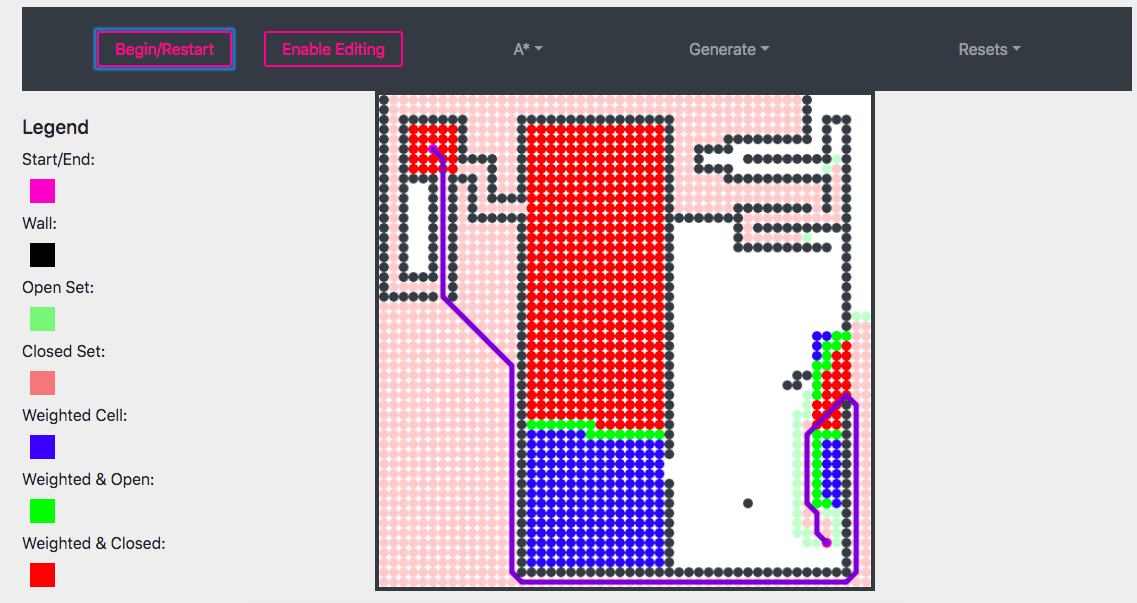 Begin/Restart
Enable Editing
A*
Generate
Resets
Legend
Start/End:
Wall:
Open Set:
Closed Set:
Weighted Cell:
Weighted & Open:
Weighted & Closed: